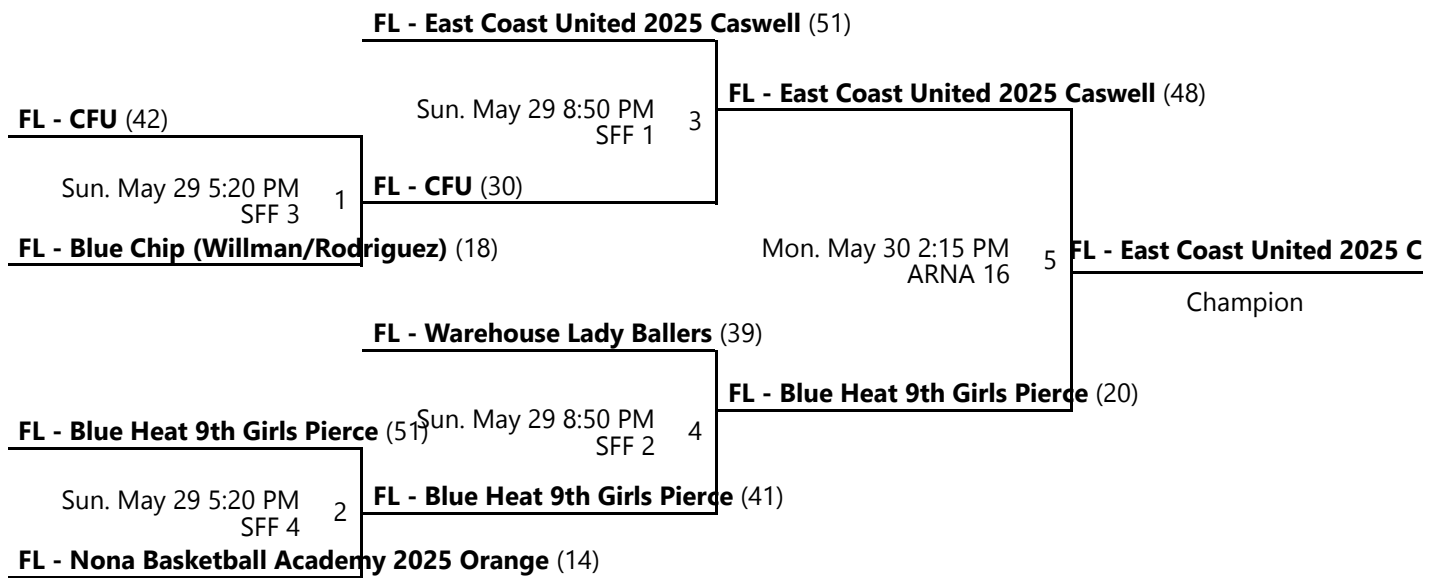 FL - East Coast United 2025 Caswell (51)
FL - East Coast United 2025 Caswell (48)
FL - CFU (42)
Sun. May 29 8:50 PM
SFF 1
3
Sun. May 29 5:20 PM
SFF 3
1
FL - CFU (30)
FL - Blue Chip (Willman/Rodriguez) (18)
Mon. May 30 2:15 PM
ARNA 16
5
FL - East Coast United 2025 C
Champion
FL - Warehouse Lady Ballers (39)
FL - Blue Heat 9th Girls Pierce (20)
FL - Blue Heat 9th Girls Pierce (51)
Sun. May 29 8:50 PM
SFF 2
4
Sun. May 29 5:20 PM
SFF 4
2
FL - Blue Heat 9th Girls Pierce (41)
FL - Nona Basketball Academy 2025 Orange (14)